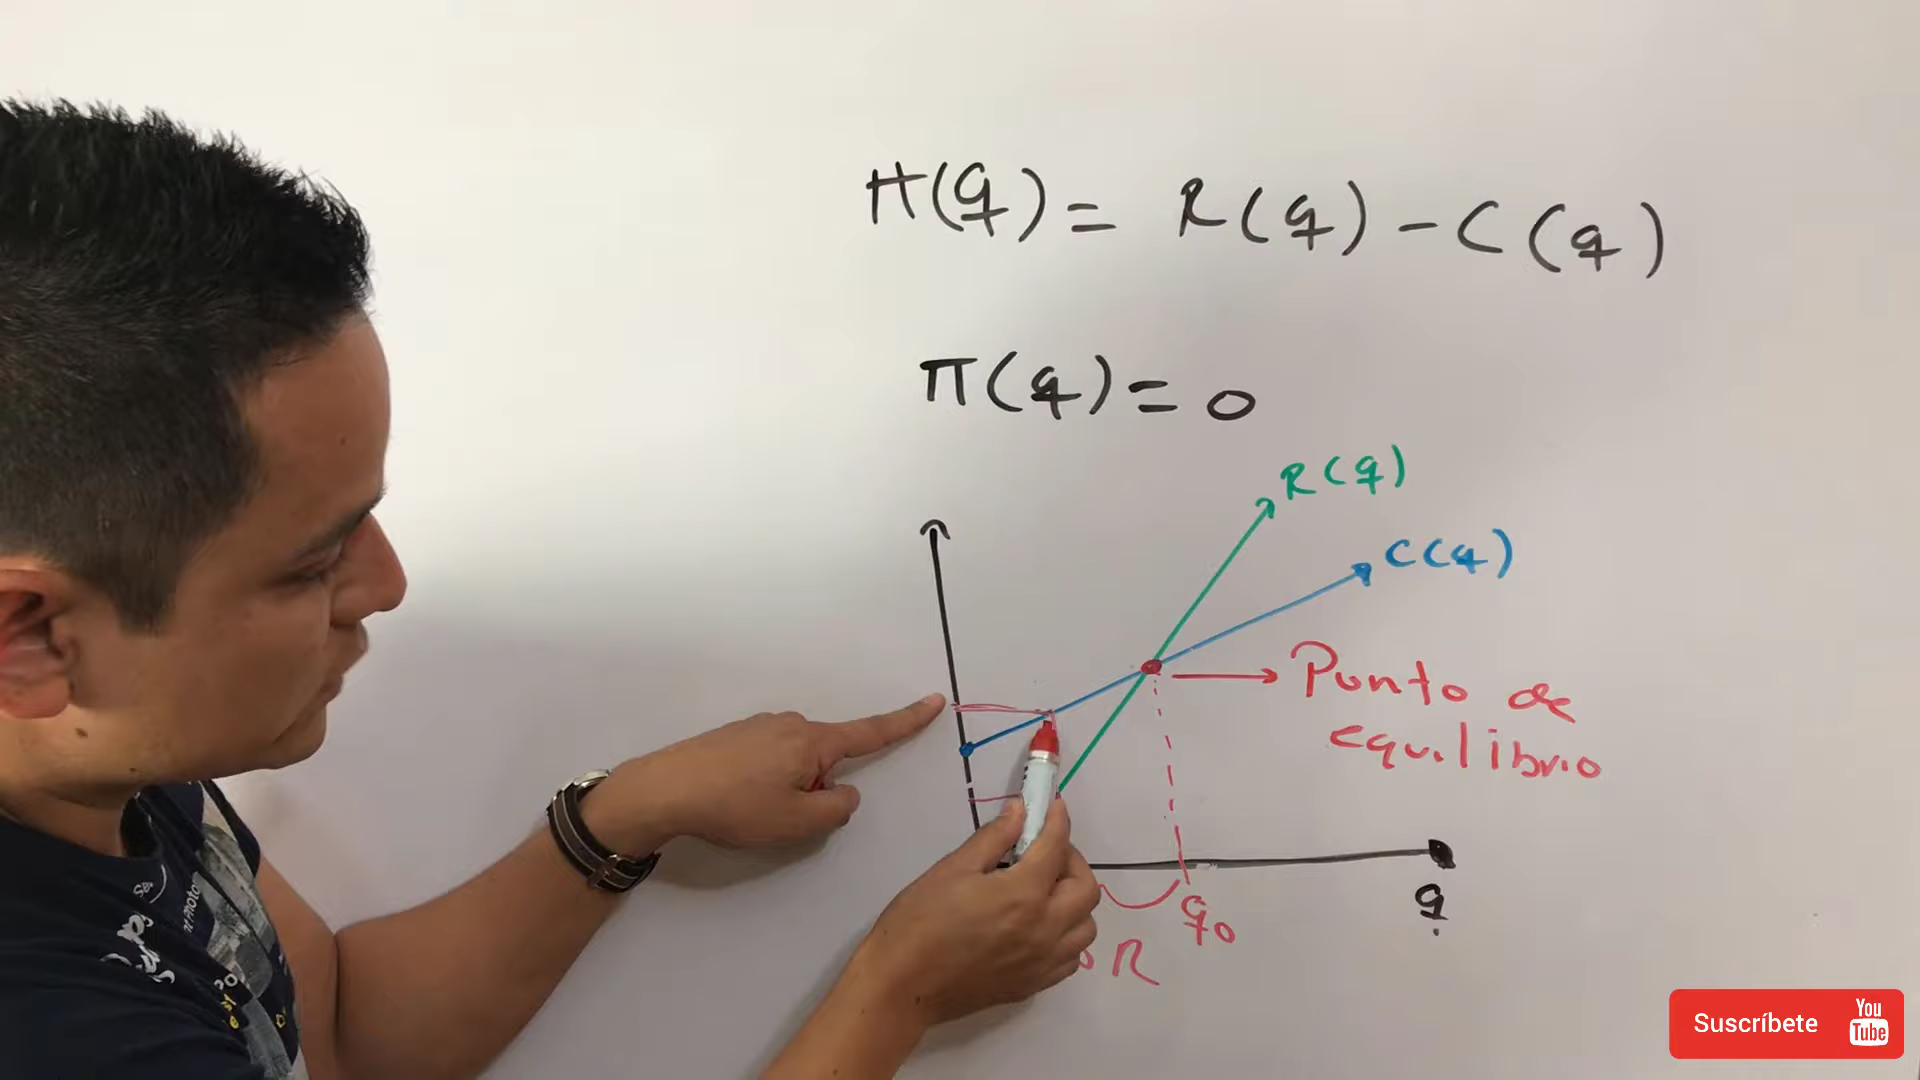 π(q) = R(q) - C(q)
π(q) = 0
R(q)
C(q)
Punto de
equilibrio
q
q0
R
Suscríbete
You
Tube